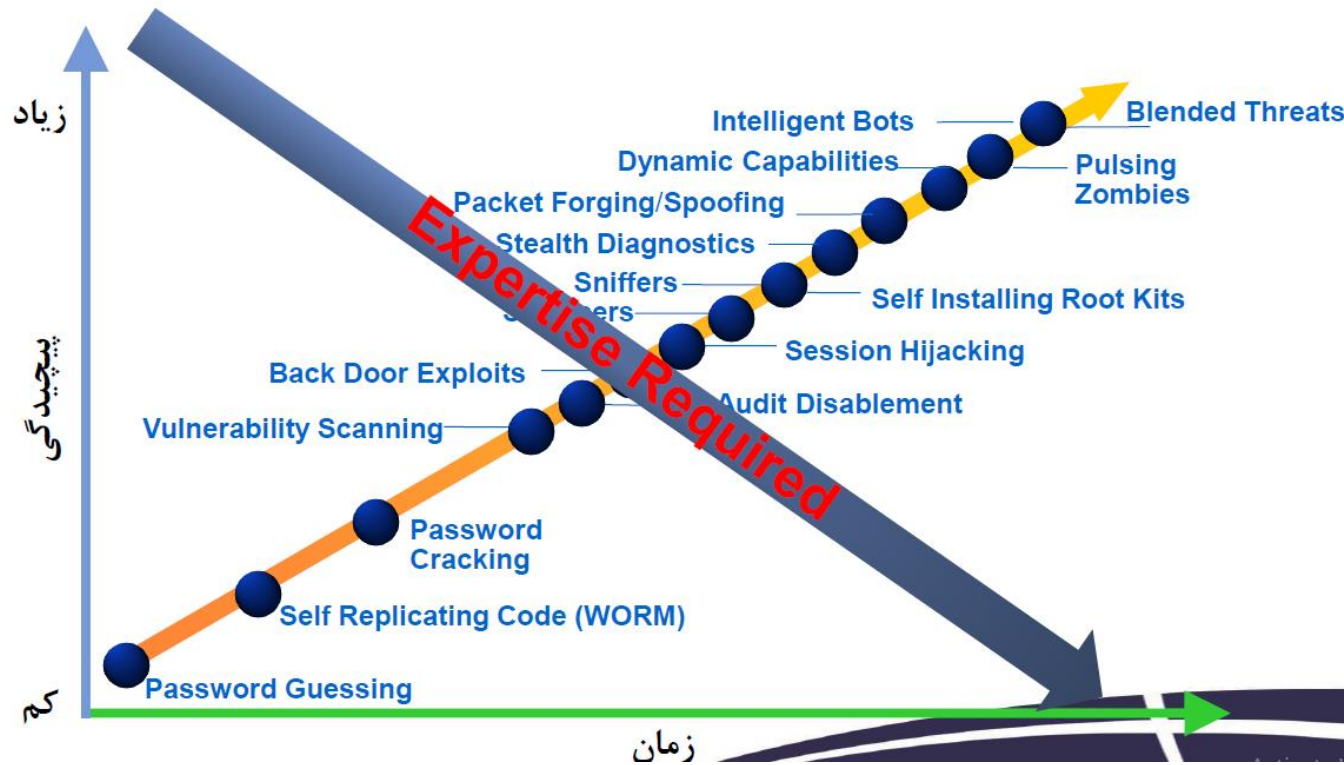 زیاد
Intelligent Bots
Blended Threats
Dynamic Capabilities
Pulsing
Zombies
Packet Forging/Spoofing
Stealth Diagnostics
Sniffers
Self Installing Root Kits
Expertise Required
Session Hijacking
پیچیدگی
Back Door Exploits
Audit Disablement
Vulnerability Scanning
Password
Cracking
Self Replicating Code (WORM)
Password Guessing
کم
زمان